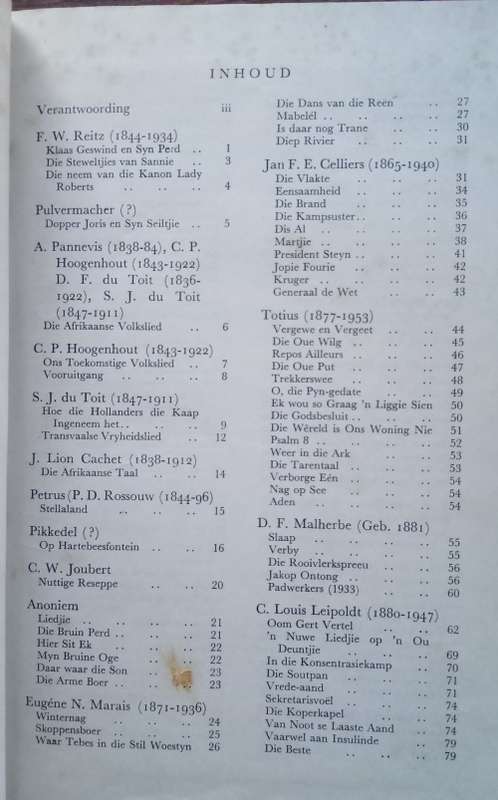 INHOUD
Verantwoording iii
F. W. Reitz (1844-1934)
Klaas Geswind en Syn Perd .. 1
Die Steweltjies van Sannie .. 3
Die neem van die Kanon Lady
Roberts .. .. .. 4
Pulvermacher (?)
Dopper Joris en Syn Seiltjie .. 5
A. Pannevis (1838-84), C. P.
Hoogenhout (1843-1922)
D. F. du Toit (1836-
1922), S. J. du Toit
(1847-1911)
Die Afrikaanse Volkslied .. 6
C. P. Hoogenhout (1843-1922)
Ons Toekomstige Volkslied .. 7
Vooruitgang .. .. .. 8
S. J. du Toit (1847-1911)
Hoe die Hollanders die Kaap
Ingeneem het.. .. .. 9
Transvaalse Vryheidslied .. 12
J. Lion Cachet (1838-1912)
Die Afrikaanse Taal .. .. 14
Petrus (P. D. Rossouw (1844-96)
Stellaland .. .. .. 15
Pikkedel (?)
Op Hartebeesfontein .. .. 16
C. W. Joubert
Nuttige Reseppe .. .. 20
Anoniem
Liedjie .. .. .. 21
Die Bruin Perd .. .. .. 21
Hier Sit Ek .. .. .. 22
Myn Bruine Oge .. .. 22
Daar waar die Son .. .. 23
Die Arme Boer .. .. .. 23
Eugéne N. Marais (1871-1936)
Winternag .. .. .. 24
Skoppensboer .. .. .. 25
Waar Tebes in die Stil Woestyn 26
Die Dans van die Reën .. 27
Mabelêl .. .. .. .. 27
Is daar nog Trane .. .. 30
Diep Rivier .. .. .. 31
Jan F. E. Celliers (1865-1940)
Die Vlakte .. .. .. 31
Eensaamheid .. .. .. 34
Die Brand .. .. .. 35
Die Kampsuster.. .. .. 36
Dis Al .. .. .. .. 37
Martjie .. .. .. .. 38
President Steyn .. .. .. 41
Jopie Fourie .. .. .. 42
Kruger .. .. .. .. 42
Generaal de Wet .. .. 43
Totius (1877-1953)
Vergewe en Vergeet .. .. 44
Die Oue Wilg .. .. .. 45
Repos Ailleurs .. .. .. 46
Die Oue Put .. .. .. 47
Trekkerswee .. .. .. 48
O, die Pyn-gedate .. .. 49
Ek wou so Graag 'n Liggie Sien 50
Die Godsbesluit .. .. .. 50
Die Wêreld is Ons Woning Nie 51
Psalm 8 .. .. .. .. 52
Weer in die Ark .. .. 53
Die Tarentaal .. .. .. 53
Verborge Eén .. .. .. 54
Nag op See .. .. .. 54
Aden .. .. .. .. 54
D. F. Malherbe (Geb. 1881)
Slaap .. .. .. .. 55
Verby .. .. .. .. 55
Die Rooivlerkspreeu .. .. 56
Jakop Ontong .. .. .. 56
Padwerkers (1933) .. .. 60
C. Louis Leipoldt (1880-1947)
Oom Gert Vertel .. .. 62
'n Nuwe Liedjie op 'n Ou
Deuntjie .. .. .. 69
In die Konsentrasiekamp .. 70
Die Soutpan .. .. .. 71
Vrede-aand .. .. .. 71
Sekretarisvoël .. .. .. 74
Die Koperkapel .. .. .. 74
Van Noot se Laaste Aand .. 74
Vaarwel aan Insulinde .. 79
Die Beste .. .. .. 79